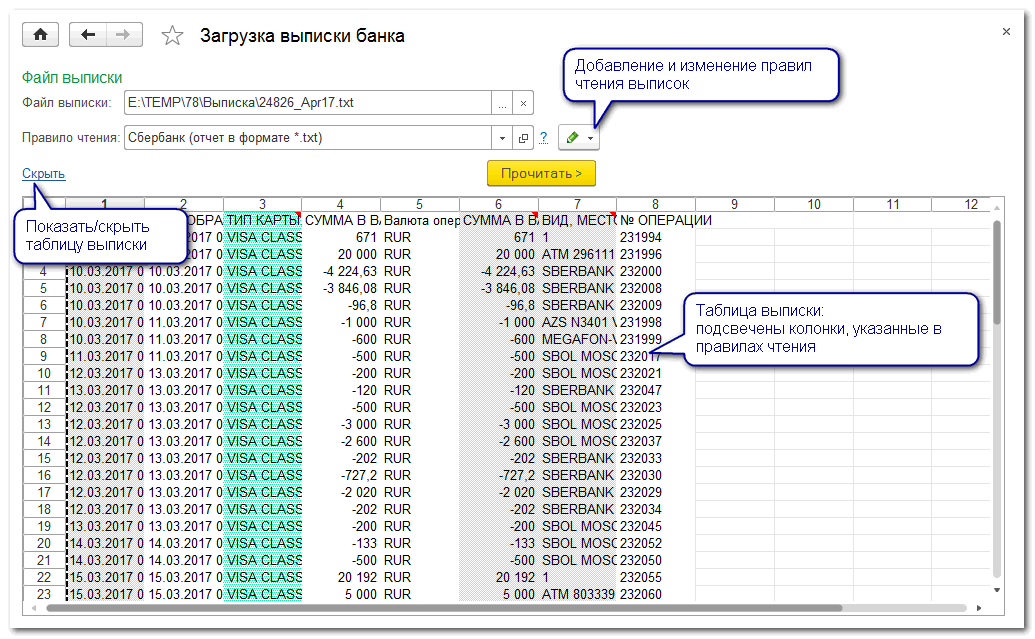 Загрузка выписки банка
×
Файл выписки
Файл выписки: E:\TEMP\78\Выписка\24826_Apr17.txt ... ×
Правило чтения: Сбербанк (отчет в формате *.txt) ?
Добавление и изменение правил
чтения выписок
Скрыть
Прочитать >
Показать/скрыть
таблицу выписки
1 2 3 4 5 6 7 8 9 10 11 12
ОБРА ТИП КАРТЫ СУММА В ВА Валюта опер СУММА В ВА ВИД, МЕСТО № ОПЕРАЦИИ
.2017 0 VISA CLASS 671 RUR 671 1 231994
.2017 0 VISA CLASS 20 000 RUR 20 000 ATM 296111 231996
4 10.03.2017 0 10.03.2017 0 VISA CLASS -4 224,63 RUR -4 224,63 SBERBANK 232000
5 10.03.2017 0 10.03.2017 0 VISA CLASS -3 846,08 RUR -3 846,08 SBERBANK 232008
6 10.03.2017 0 10.03.2017 0 VISA CLASS -96,8 RUR -96,8 SBERBANK 232009
7 10.03.2017 0 11.03.2017 0 VISA CLASS -1 000 RUR -1 000 AZS N3401 V 231998
8 10.03.2017 0 11.03.2017 0 VISA CLASS -600 RUR -600 MEGAFON-V 231999
9 11.03.2017 0 11.03.2017 0 VISA CLASS -500 RUR -500 SBOL MOSC 232017
10 12.03.2017 0 12.03.2017 0 VISA CLASS -200 RUR -200 SBOL MOSC 232021
11 12.03.2017 0 13.03.2017 0 VISA CLASS -120 RUR -120 SBERBANK 232047
12 12.03.2017 0 12.03.2017 0 VISA CLASS -500 RUR -500 SBOL MOSC 232023
13 12.03.2017 0 12.03.2017 0 VISA CLASS -3 000 RUR -3 000 SBERBANK 232025
14 12.03.2017 0 13.03.2017 0 VISA CLASS -2 600 RUR -2 600 SBERBANK 232037
15 12.03.2017 0 13.03.2017 0 VISA CLASS -202 RUR -202 SBERBANK 232033
16 12.03.2017 0 13.03.2017 0 VISA CLASS -727,2 RUR -727,2 SBERBANK 232030
17 12.03.2017 0 13.03.2017 0 VISA CLASS -2 020 RUR -2 020 SBERBANK 232029
18 12.03.2017 0 13.03.2017 0 VISA CLASS -202 RUR -202 SBERBANK 232034
19 13.03.2017 0 13.03.2017 0 VISA CLASS -200 RUR -200 SBOL MOSC 232045
20 14.03.2017 0 14.03.2017 0 VISA CLASS -133 RUR -133 SBOL MOSC 232052
21 14.03.2017 0 14.03.2017 0 VISA CLASS -500 RUR -500 SBOL MOSC 232050
22 15.03.2017 0 15.03.2017 0 VISA CLASS 20 192 RUR 20 192 1 232055
23 15.03.2017 0 15.03.2017 0 VISA CLASS 5 000 RUR 5 000 ATM 803339 232060
Таблица выписки:
подсвечены колонки, указанные в
правилах чтения